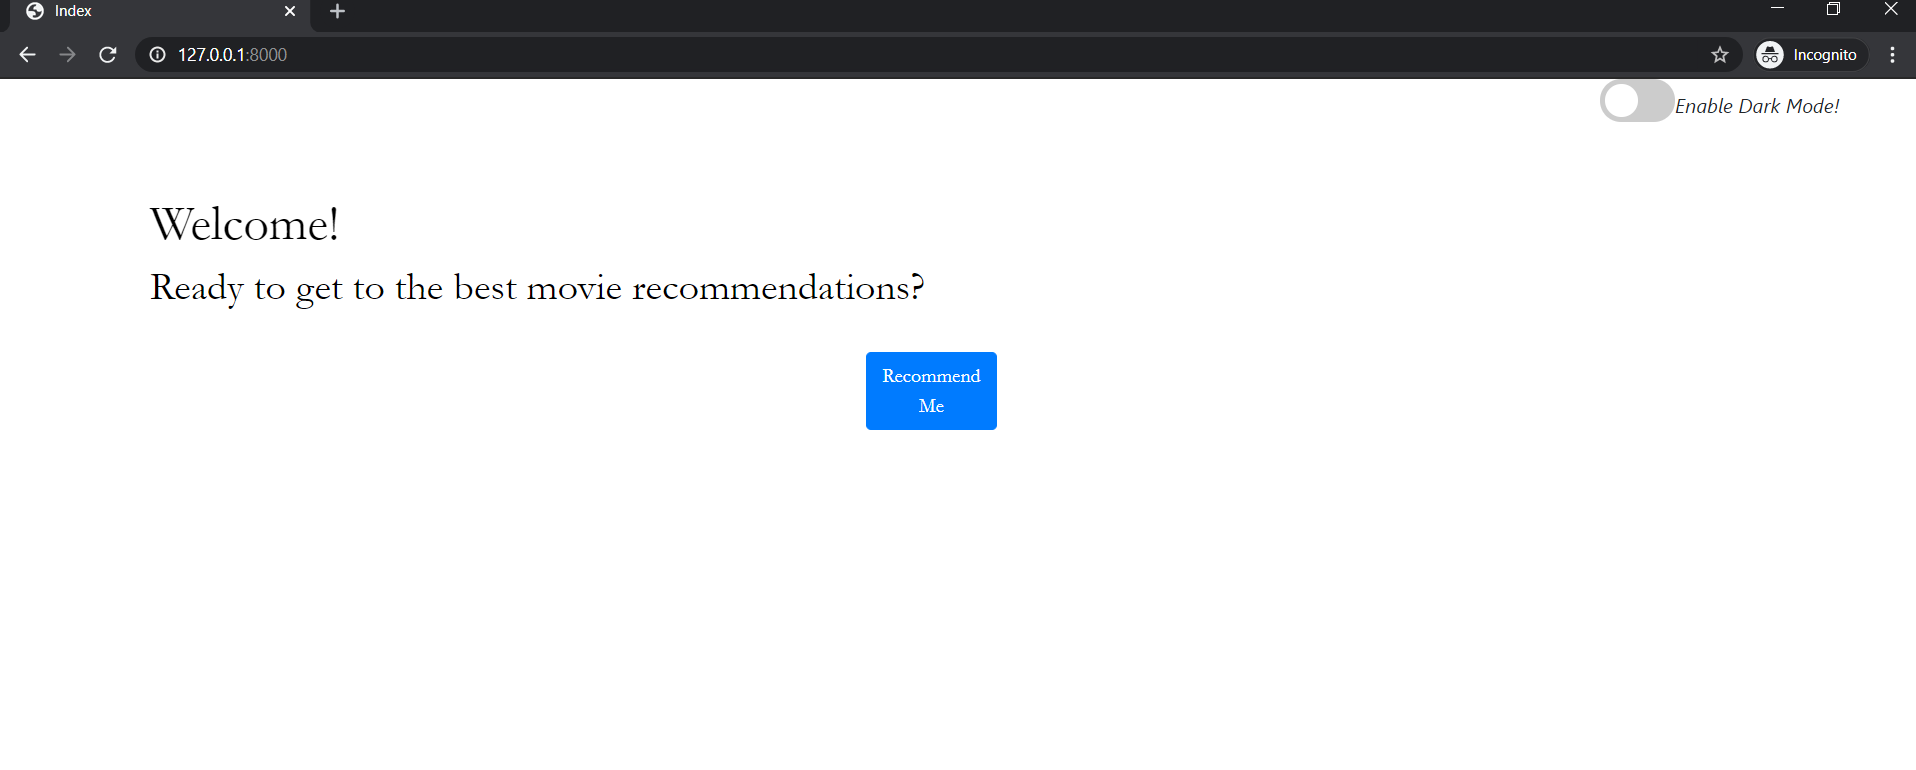 Index
127.0.0.1:8000
Incognito
Enable Dark Mode!
Welcome!
Ready to get to the best movie recommendations?
Recommend
Me